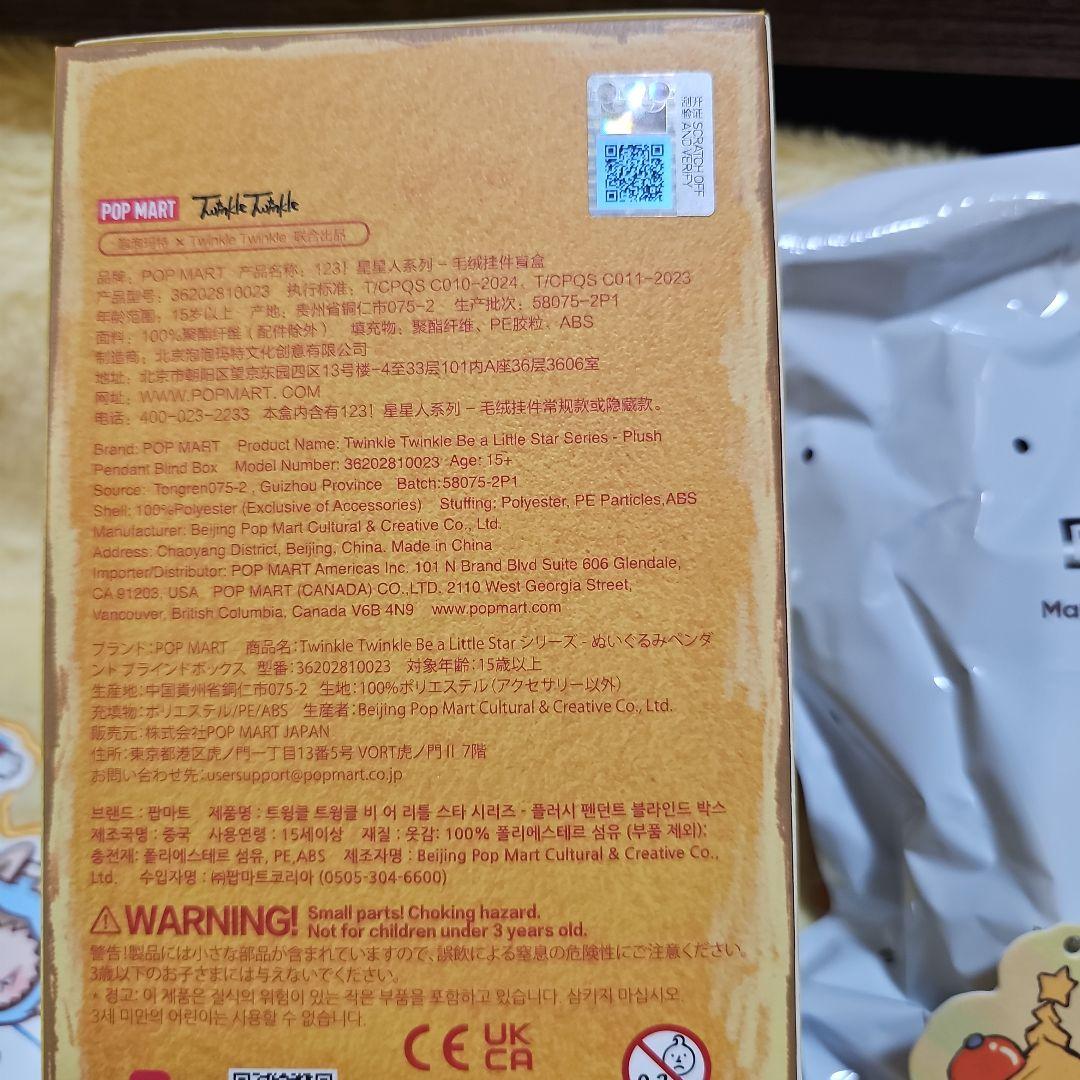 刮开涂层 SCRATCH OFF
验 AND VERIFY
POP MART Twinkle Twinkle
泡泡玛特 × Twinkle Twinkle 联合出品
品牌：POP MART 产品名称：123！星星人系列－毛绒挂件盲盒
产品型号：36202810023 执行标准：T/CPQS C010-2024、T/CPQS C011-2023
年龄范围：15岁以上 产地：贵州省铜仁市075-2 生产批次：58075-2P1
面料：100%聚酯纤维（配件除外） 填充物：聚酯纤维、PE胶粒、ABS
制造商：北京泡泡玛特文化创意有限公司
地址：北京市朝阳区望京东园四区13号楼-4至33层101内A座36层3606室
网址：WWW.POPMART.COM
电话：400-023-2233 本盒内含有123！星星人系列－毛绒挂件常规款或隐藏款。
Brand: POP MART Product Name: Twinkle Twinkle Be a Little Star Series - Plush
Pendant Blind Box Model Number: 36202810023 Age: 15+
Source: Tongren075-2 , Guizhou Province Batch:58075-2P1
Shell: 100%Polyester (Exclusive of Accessories) Stuffing: Polyester, PE Particles,ABS
Manufacturer: Beijing Pop Mart Cultural & Creative Co., Ltd.
Address: Chaoyang District, Beijing, China. Made in China
Importer/Distributor: POP MART Americas Inc. 101 N Brand Blvd Suite 606 Glendale,
CA 91203, USA POP MART (CANADA) CO.,LTD. 2110 West Georgia Street,
Vancouver, British Columbia, Canada V6B 4N9 www.popmart.com
ブランド：POP MART 商品名：Twinkle Twinkle Be a Little Star シリーズ - ぬいぐるみペンダ
ント ブラインドボックス 型番：36202810023 対象年齢：15歳以上
生産地：中国貴州省銅仁市075-2 生地：100%ポリエステル（アクセサリー以外）
充填物：ポリエステル/PE/ABS 生産者：Beijing Pop Mart Cultural & Creative Co., Ltd.
販売元：株式会社POP MART JAPAN
住所：東京都港区虎ノ門一丁目13番5号 VORT虎ノ門Ⅱ 7階
お問い合わせ先：usersupport@popmart.co.jp
브랜드 : 팝마트 제품명 : 트윙클 트윙클 비 어 리틀 스타 시리즈 - 플러시 펜던트 블라인드 박스
제조국명 : 중국 사용연령 : 15세이상 재질 : 옷감: 100% 폴리에스테르 섬유 (부품 제외);
충전제: 폴리에스테르 섬유, PE,ABS 제조자명 : Beijing Pop Mart Cultural & Creative Co.,
Ltd. 수입자명 : ㈜팝마트코리아 (0505-304-6600)
WARNING! Small parts! Choking hazard.
Not for children under 3 years old.
警告！製品には小さな部品が含まれていますので、誤飲による窒息の危険性にご注意ください。
3歳以下のお子さまには与えないでください。
* 경고: 이 제품은 질식의 위험이 있는 작은 부품을 포함하고 있습니다. 삼키지 마십시오.
3세 미만의 어린이는 사용할 수 없습니다.
CE UK
CA
0-3
Ma